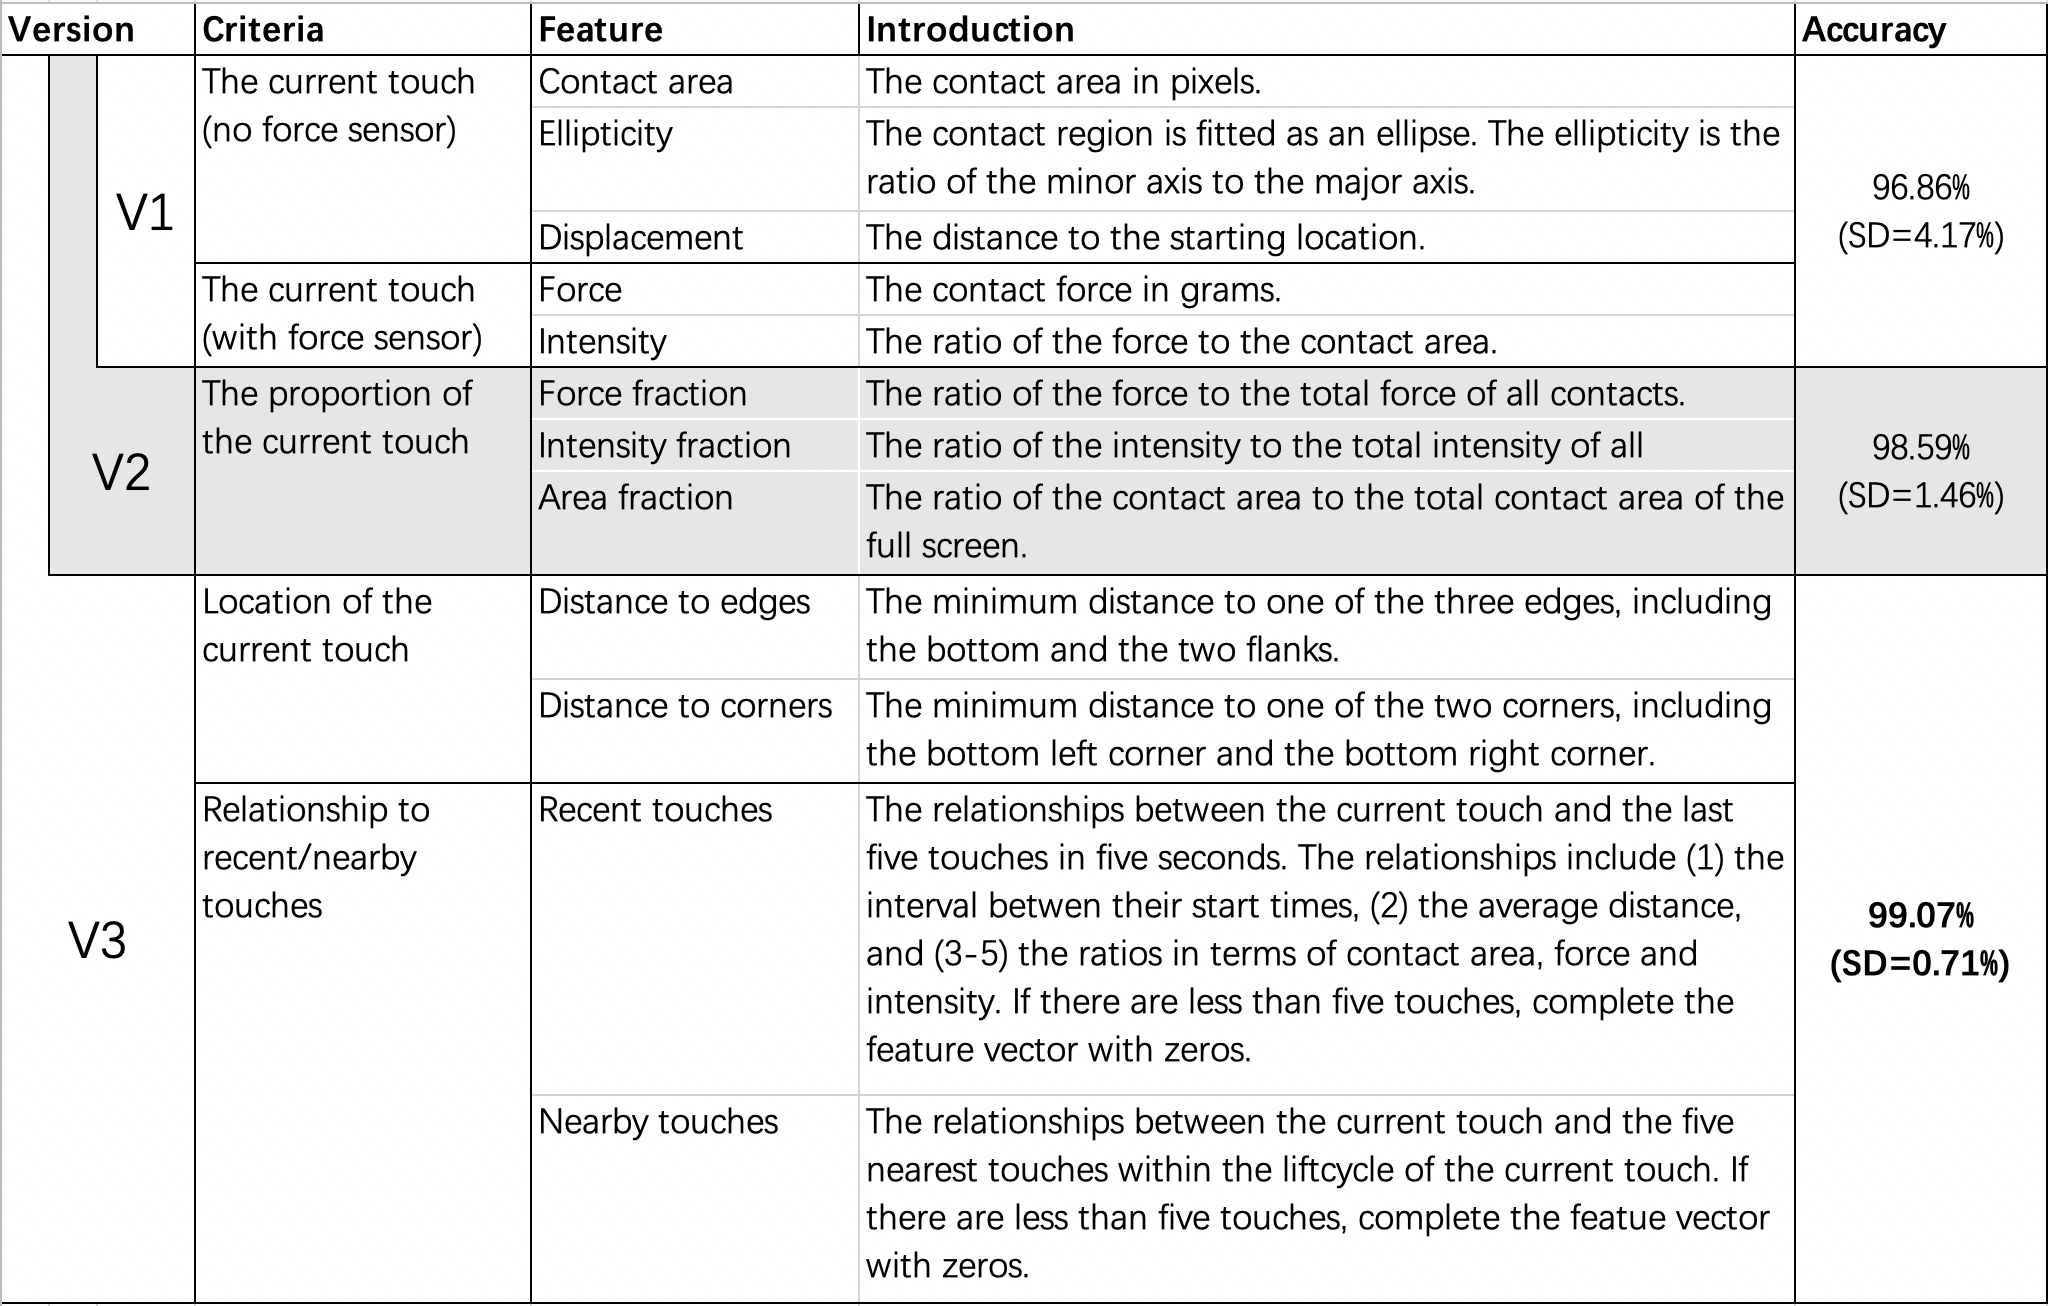 Version Criteria Feature Introduction Accuracy
V1
The current touch
(no force sensor)
Contact area
The contact area in pixels.
Ellipticity
The contact region is fitted as an ellipse. The ellipticity is the
ratio of the minor axis to the major axis.
Displacement
The distance to the starting location.
The current touch
(with force sensor)
Force
The contact force in grams.
Intensity
The ratio of the force to the contact area.
96.86%
(SD=4.17%)
V2
The proportion of
the current touch
Force fraction
The ratio of the force to the total force of all contacts.
Intensity fraction
The ratio of the intensity to the total intensity of all
Area fraction
The ratio of the contact area to the total contact area of the
full screen.
98.59%
(SD=1.46%)
V3
Location of the
current touch
Distance to edges
The minimum distance to one of the three edges, including
the bottom and the two flanks.
Distance to corners
The minimum distance to one of the two corners, including
the bottom left corner and the bottom right corner.
Relationship to
recent/nearby
touches
Recent touches
The relationships between the current touch and the last
five touches in five seconds. The relationships include (1) the
interval betwen their start times, (2) the average distance,
and (3-5) the ratios in terms of contact area, force and
intensity. If there are less than five touches, complete the
feature vector with zeros.
Nearby touches
The relationships between the current touch and the five
nearest touches within the liftcycle of the current touch. If
there are less than five touches, complete the featue vector
with zeros.
99.07%
(SD=0.71%)